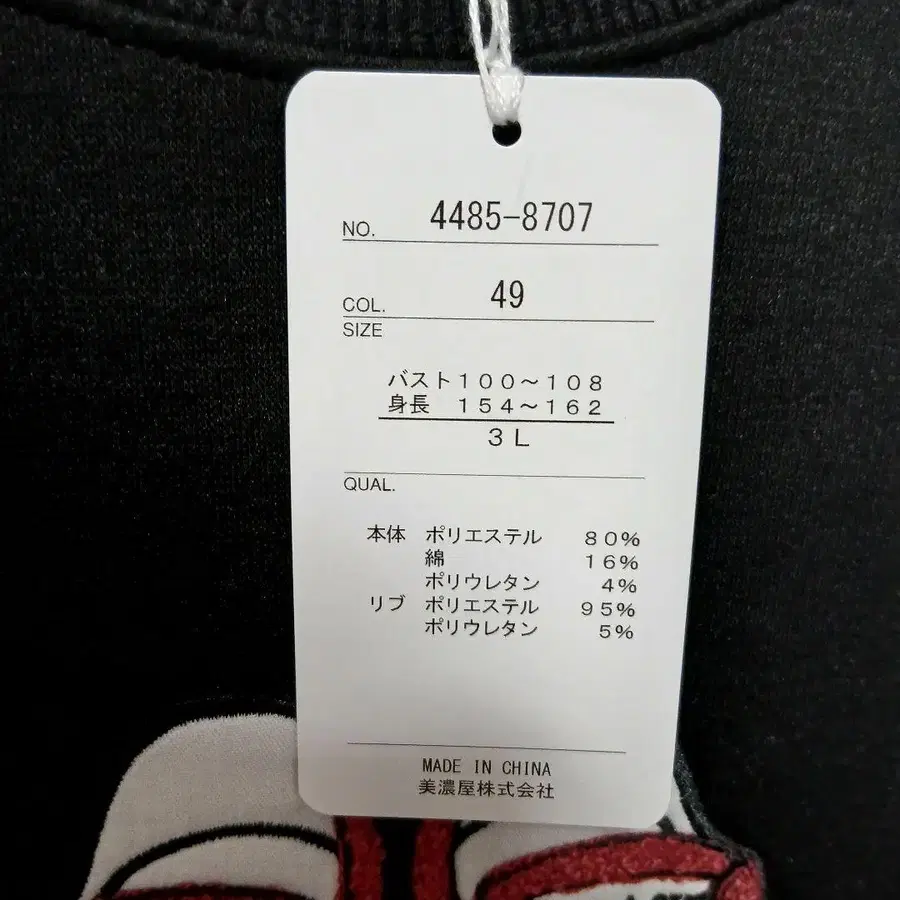 NO. 4485-8707
COL. 49
SIZE
バスト100～108
身長 154～162
3L
QUAL.
本体 ポリエステル 80%
綿 16%
ポリウレタン 4%
リブ ポリエステル 95%
ポリウレタン 5%
MADE IN CHINA
美濃屋株式会社